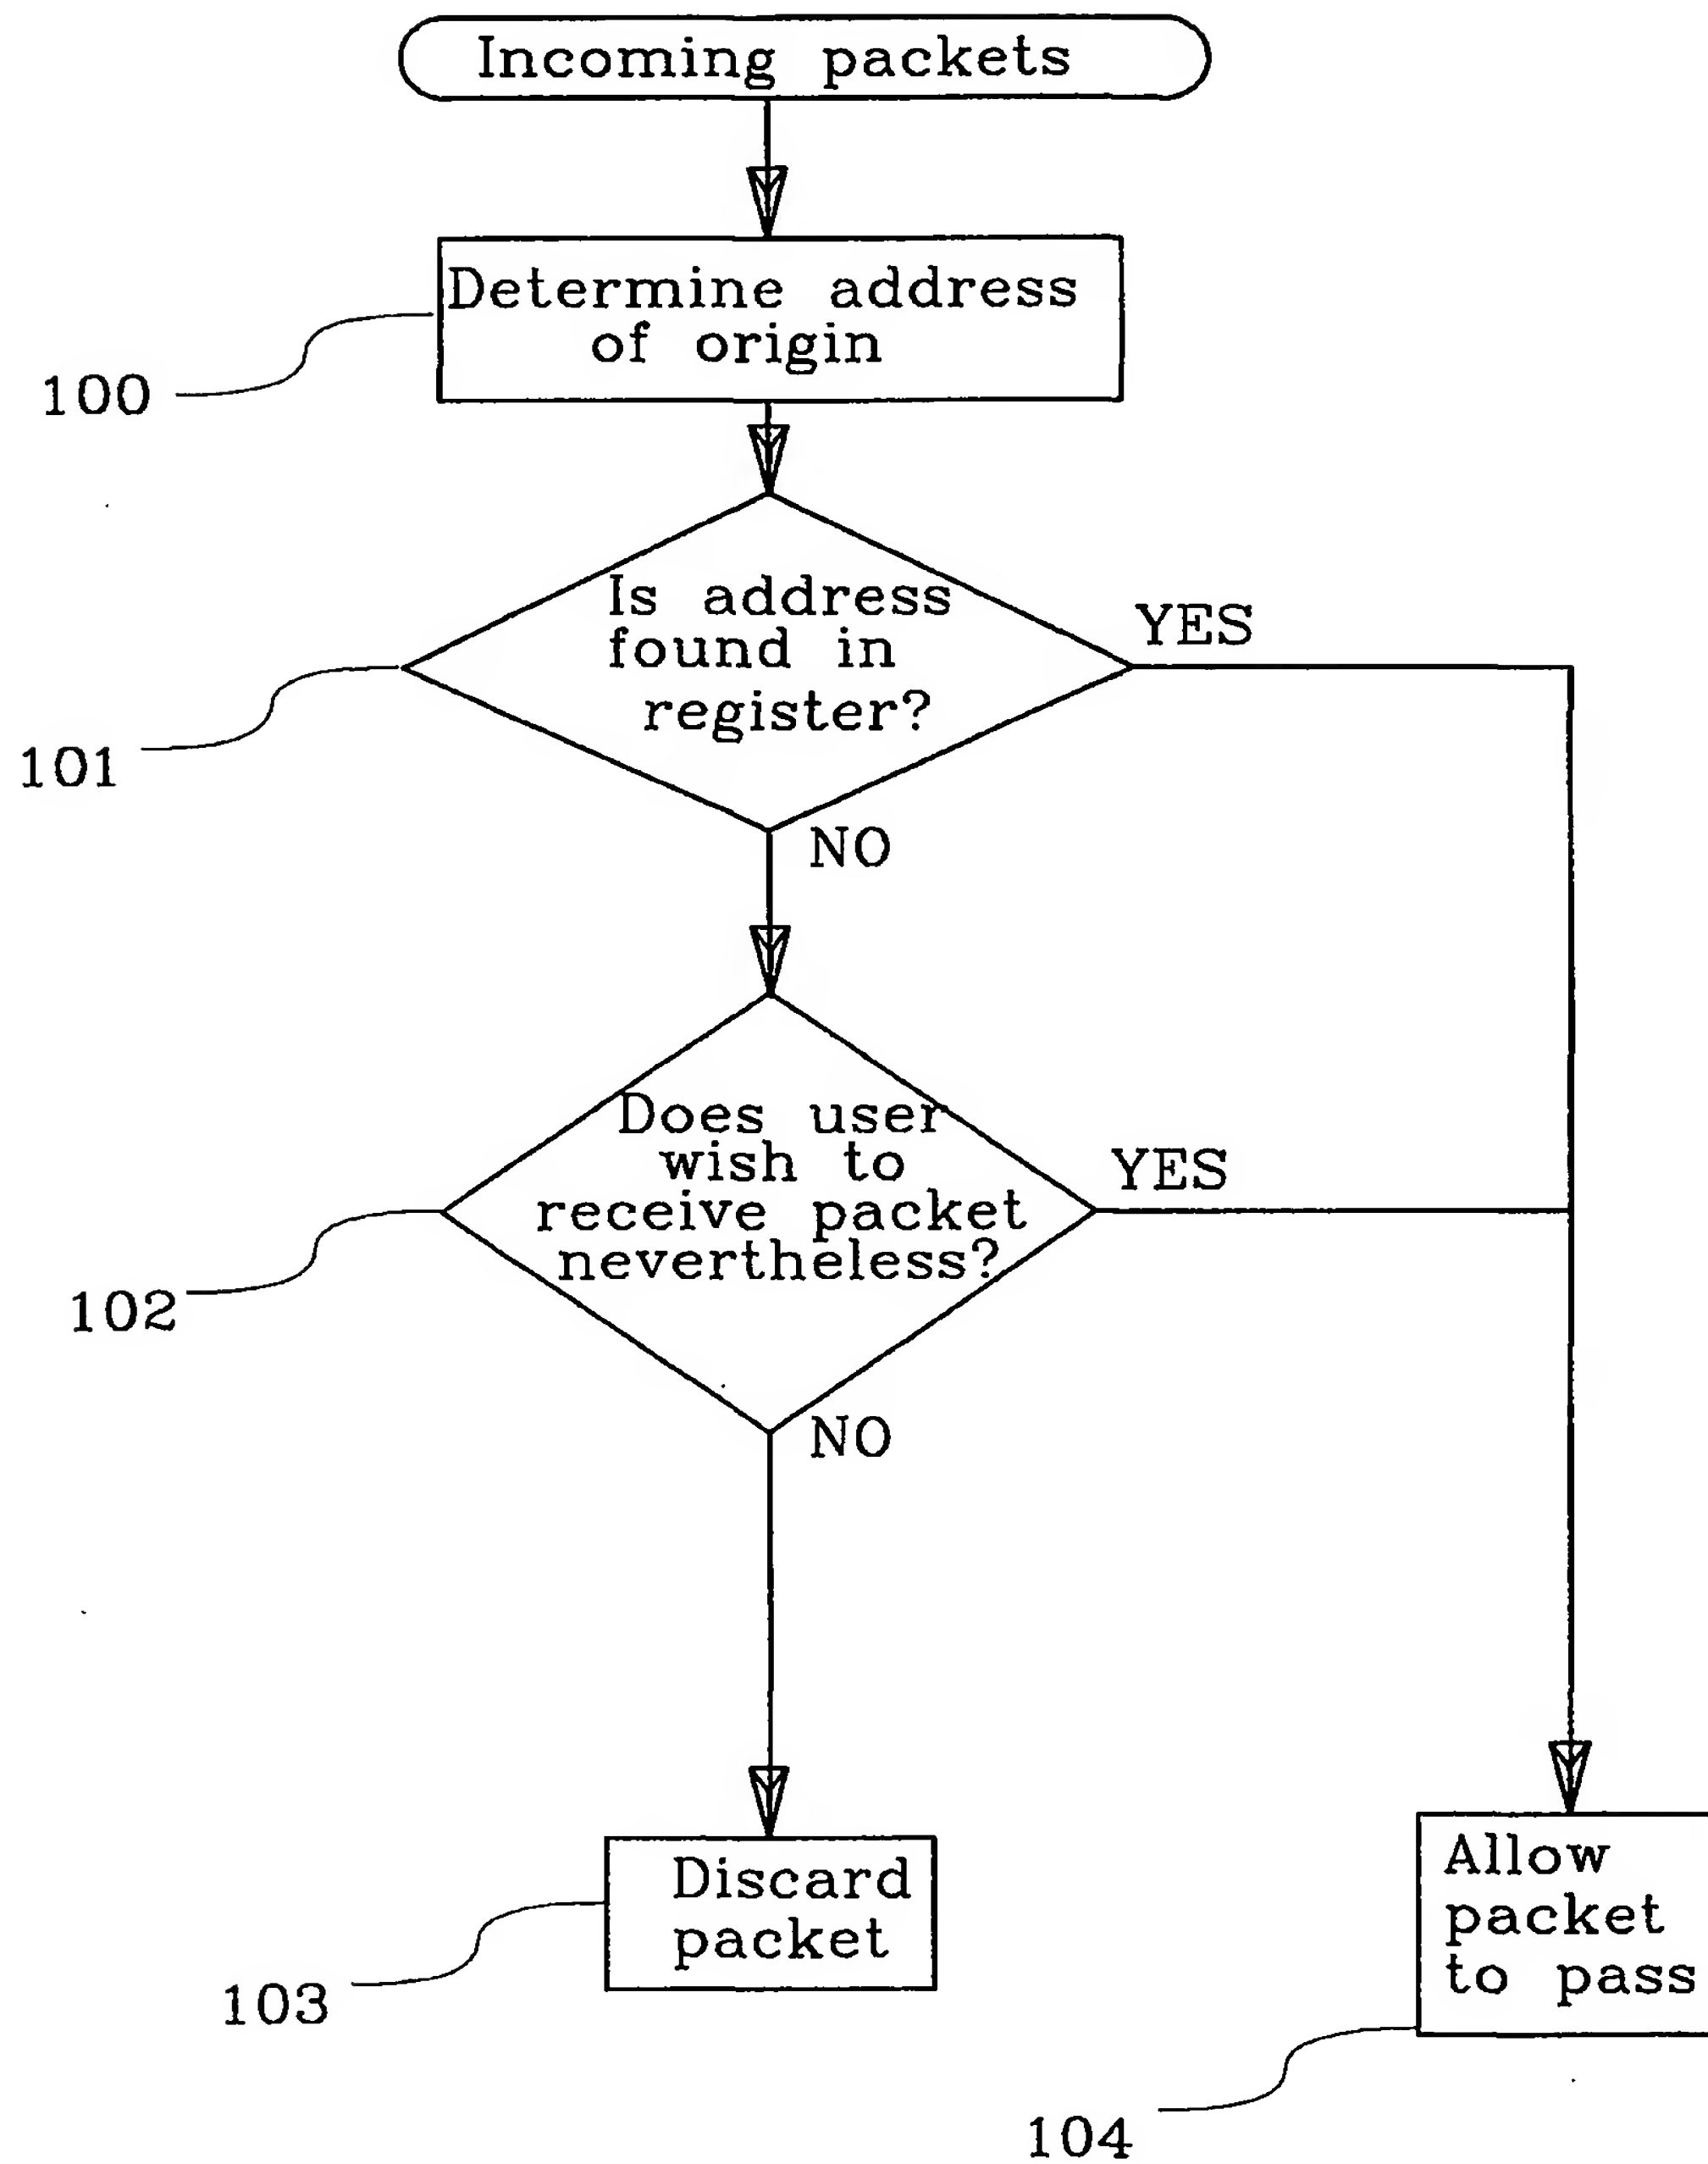 Incoming packets
Determine address
of origin
100
Is address
found in
register?
YES
101
NO
Does user
wish to
receive packet
nevertheless?
YES
102
NO
Discard
packet
103
Allow
packet
to pass
104